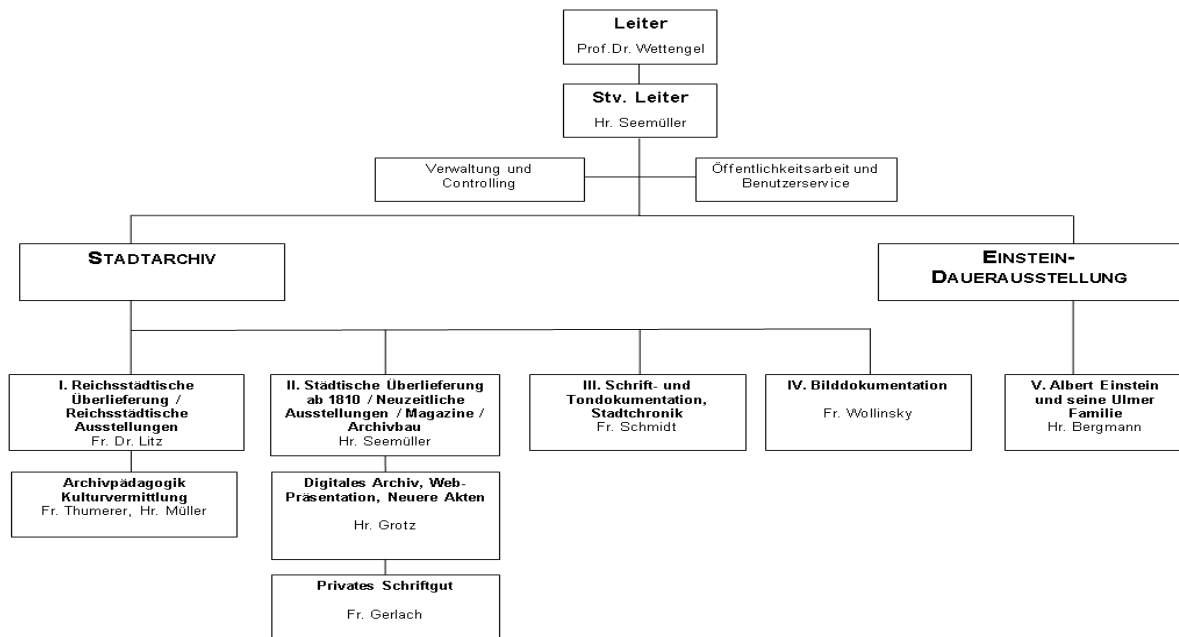 Leiter
Prof.Dr. Wettengel
Stv. Leiter
Hr. Seemüller
Verwaltung und
Controlling
Öffentlichkeitsarbeit und
Benutzerservice
STADTARCHIV
EINSTEIN-
DAUERAUSSTELLUNG
I. Reichsstädtische
Überlieferung /
Reichsstädtische
Ausstellungen
Fr. Dr. Litz
II. Städtische Überlieferung
ab 1810 / Neuzeitliche
Ausstellungen / Magazine /
Archivbau
Hr. Seemüller
III. Schrift- und
Tondokumentation,
Stadtchronik
Fr. Schmidt
IV. Bilddokumentation
Fr. Wollinsky
V. Albert Einstein
und seine Ulmer
Familie
Hr. Bergmann
Archivpädagogik
Kulturvermittlung
Fr. Thumerer, Hr. Müller
Digitales Archiv, Web-
Präsentation, Neuere Akten
Hr. Grotz
Privates Schriftgut
Fr. Gerlach